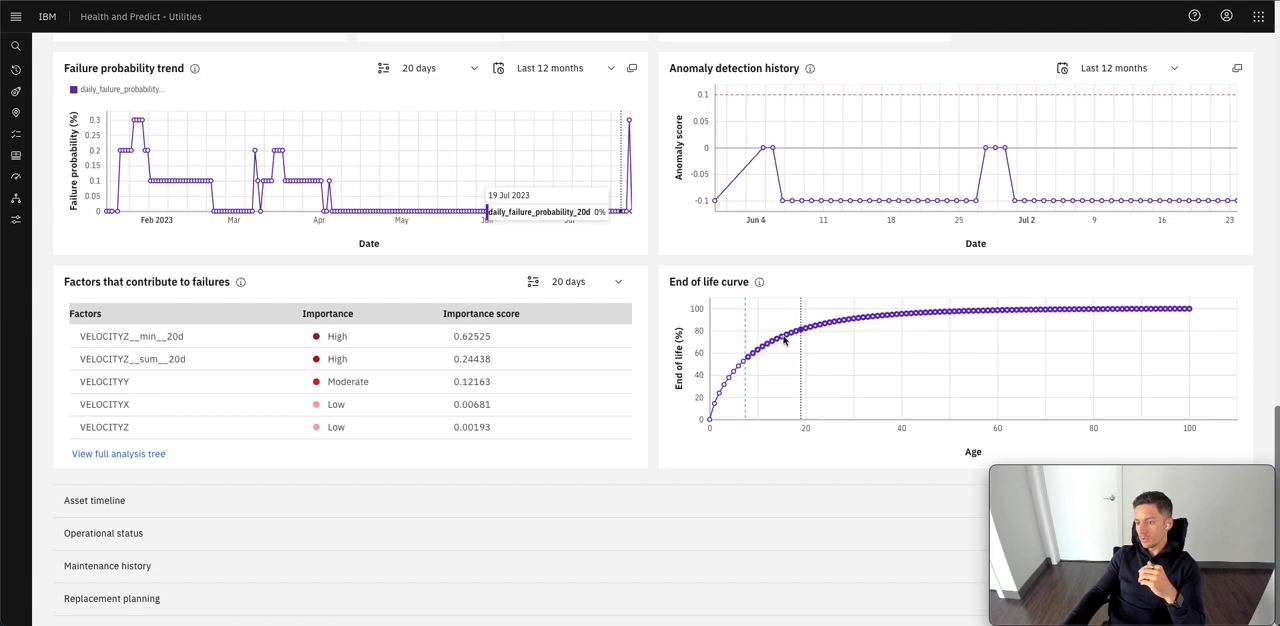 IBM Health and Predict - Utilities
Failure probability trend
20 days
Last 12 months
daily_failure_probability...
Failure probability (%)
0.3
0.25
0.2
0.15
0.1
0.05
0
Feb 2023
Mar
Apr
May
19 Jul 2023
daily_failure_probability_20d 0%
Date
Anomaly detection history
Last 12 months
Anomaly score
0.1
0.05
0
-0.05
-0.1
Jun 4
11
18
25
Jul 2
9
16
23
Date
Factors that contribute to failures
20 days
Factors Importance Importance score
VELOCITYZ__min__20d High 0.62525
VELOCITYZ__sum__20d High 0.24438
VELOCITYY Moderate 0.12163
VELOCITYX Low 0.00681
VELOCITYZ Low 0.00193
View full analysis tree
End of life curve
End of life (%)
100
80
60
40
20
0
0
20
40
60
80
100
Age
Asset timeline
Operational status
Maintenance history
Replacement planning